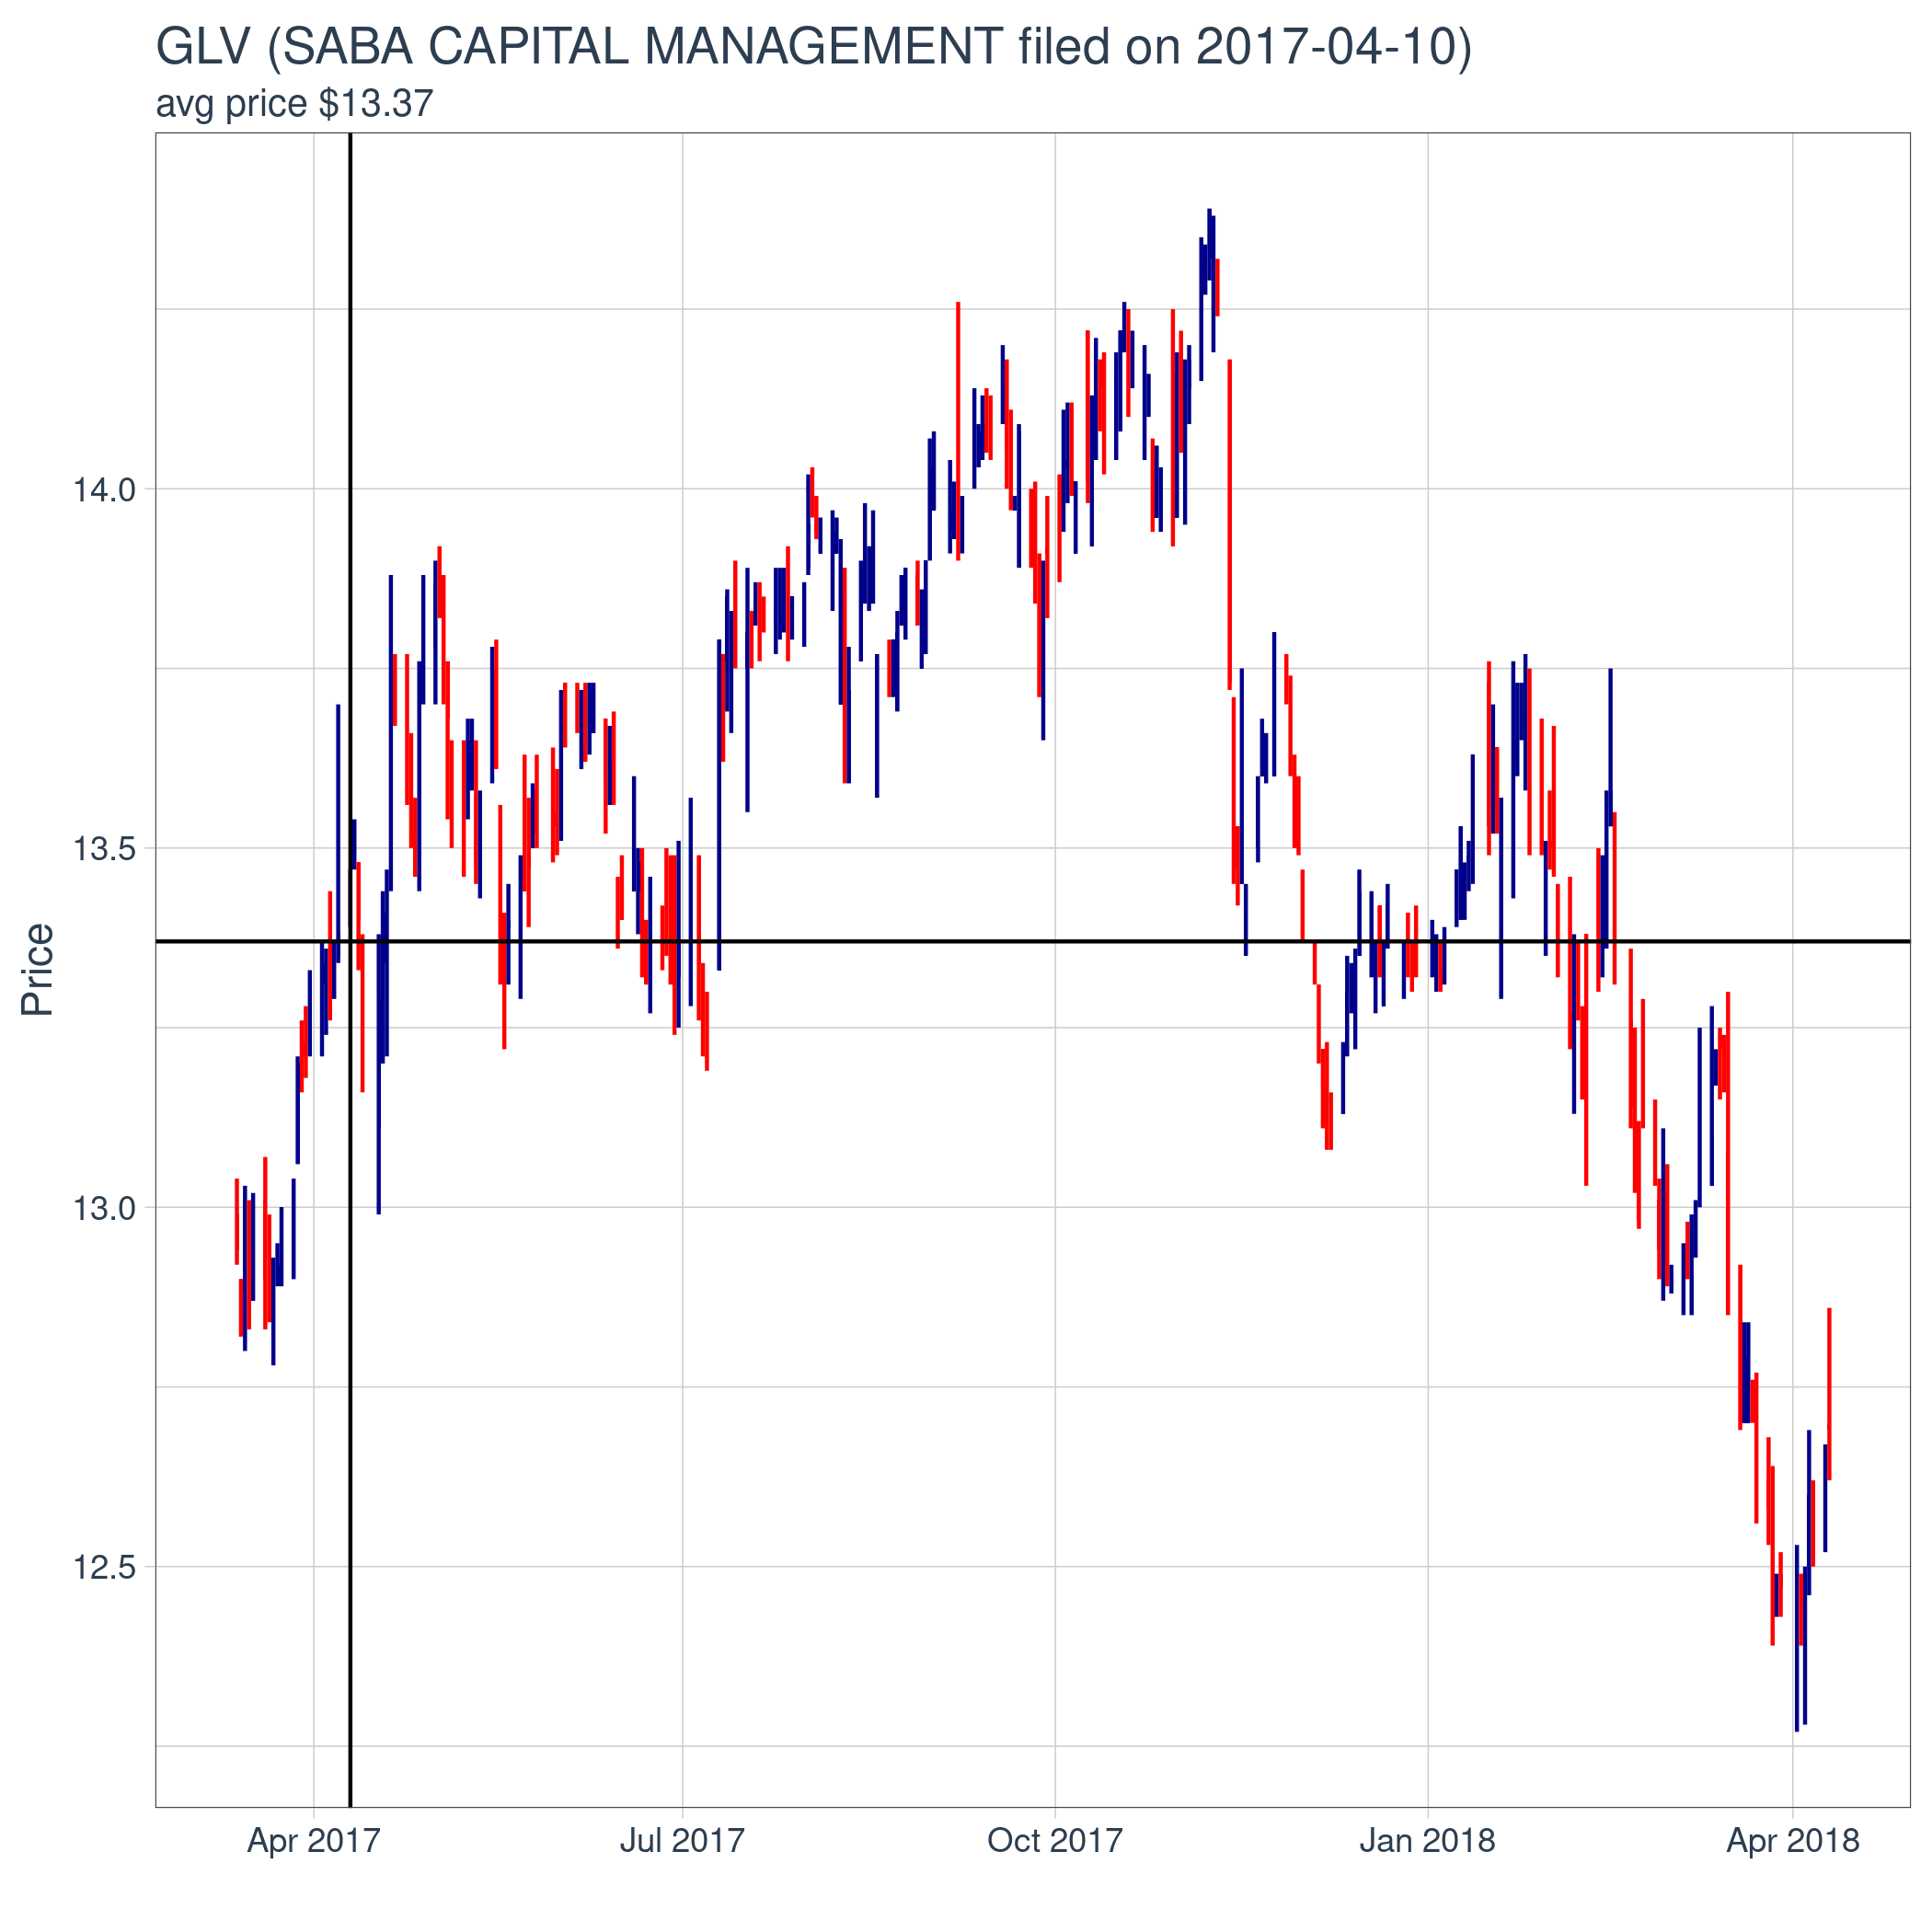 GLV (SABA CAPITAL MANAGEMENT filed on 2017-04-10)
avg price $13.37
14.0
13.5
13.0
12.5
Price
Apr 2017
Jul 2017
Oct 2017
Jan 2018
Apr 2018